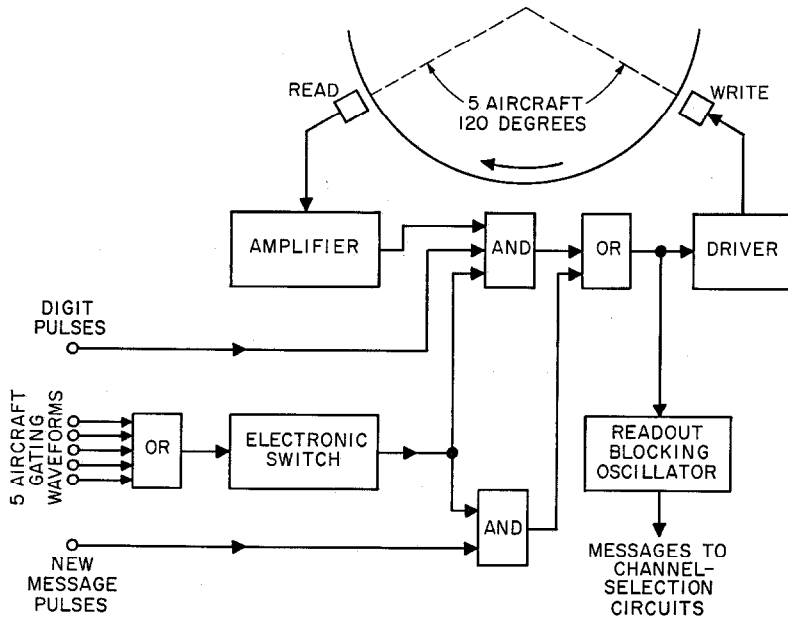 READ
5 AIRCRAFT
120 DEGREES
WRITE
AMPLIFIER
AND
OR
DRIVER
DIGIT
PULSES
5 AIRCRAFT
GATING
WAVEFORMS
OR
ELECTRONIC
SWITCH
READOUT
BLOCKING
OSCILLATOR
AND
NEW
MESSAGE
PULSES
MESSAGES TO
CHANNEL-
SELECTION
CIRCUITS